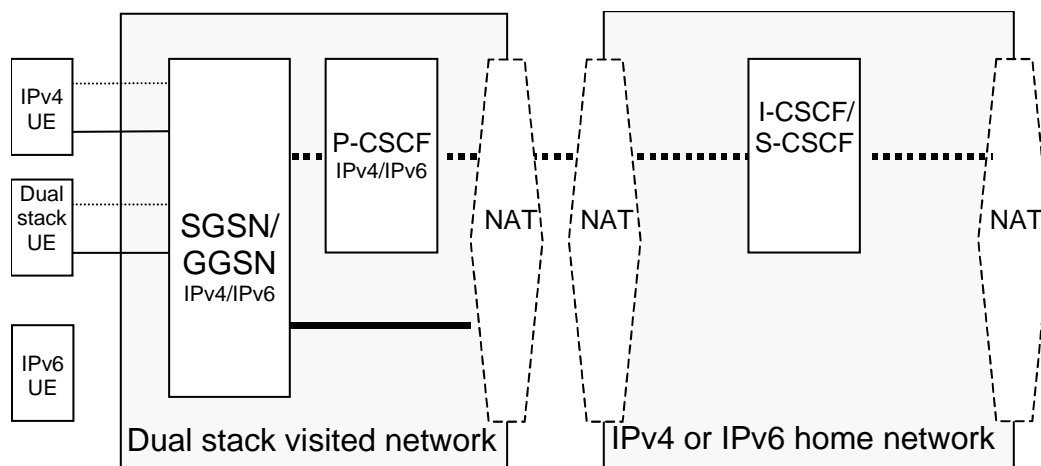 IPv4
UE
Dual
stack
UE
IPv6
UE
SGSN/
GGSN
IPv4/IPv6
P-CSCF
IPv4/IPv6
NAT
NAT
I-CSCF/
S-CSCF
NAT
Dual stack visited network
IPv4 or IPv6 home network